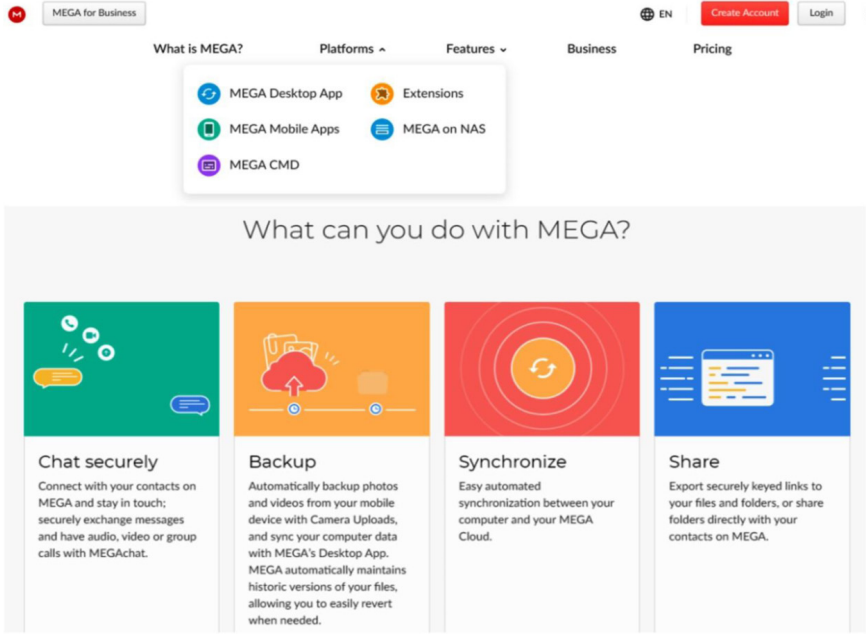 M
MEGA for Business
EN
Create Account
Login
What is MEGA?
Platforms
Features
Business
Pricing
MEGA Desktop App
Extensions
MEGA Mobile Apps
MEGA on NAS
MEGA CMD
What can you do with MEGA?
Chat securely
Connect with your contacts on
MEGA and stay in touch;
securely exchange messages
and have audio, video or group
calls with MEGAchat.
Backup
Automatically backup photos
and videos from your mobile
device with Camera Uploads,
and sync your computer data
with MEGA's Desktop App.
MEGA automatically maintains
historic versions of your files,
allowing you to easily revert
when needed.
Synchronize
Easy automated
synchronization between your
computer and your MEGA
Cloud.
Share
Export securely keyed links to
your files and folders, or share
folders directly with your
contacts on MEGA.